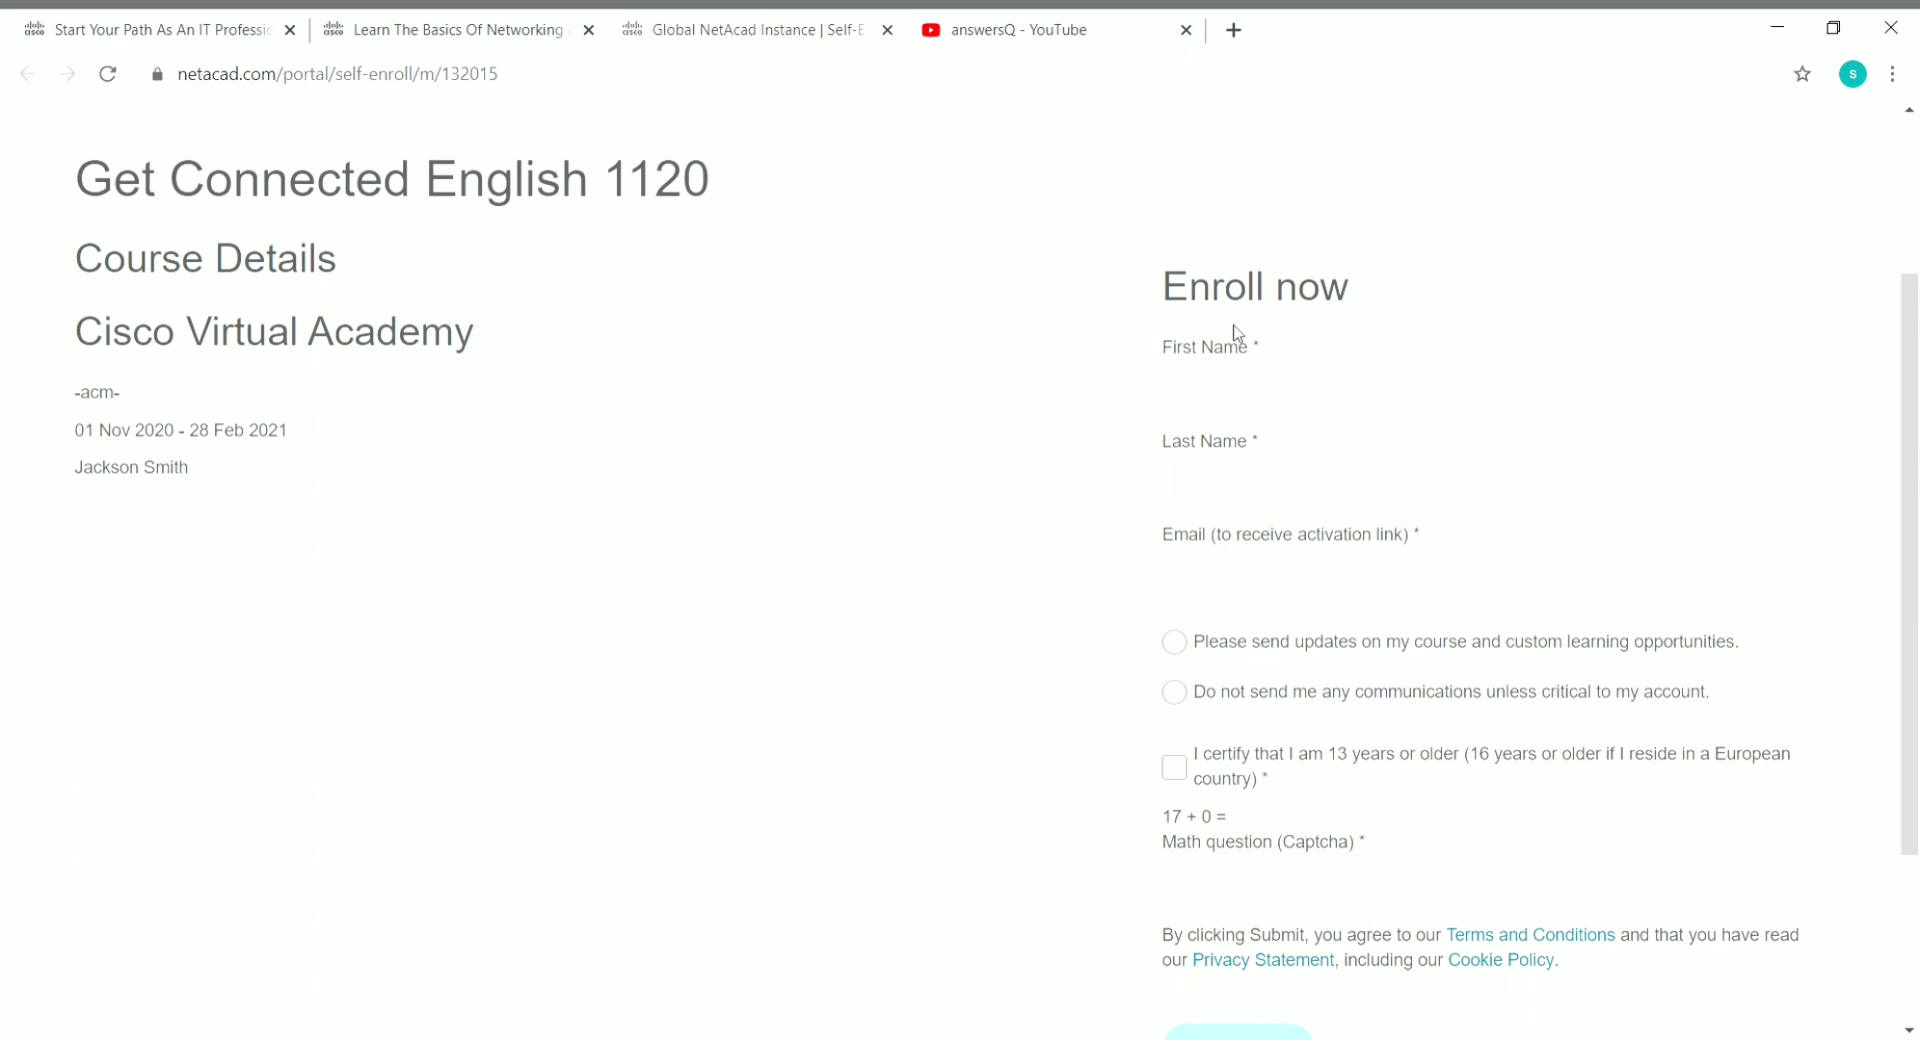 Start Your Path As An IT Professic
Learn The Basics Of Networking
Global NetAcad Instance | Self-E
answersQ - YouTube
netacad.com/portal/self-enroll/m/132015
S
Get Connected English 1120
Course Details
Cisco Virtual Academy
-acm-
01 Nov 2020 - 28 Feb 2021
Jackson Smith
Enroll now
First Name *
Last Name *
Email (to receive activation link) *
Please send updates on my course and custom learning opportunities.
Do not send me any communications unless critical to my account.
I certify that I am 13 years or older (16 years or older if I reside in a European
country) *
17 + 0 =
Math question (Captcha) *
By clicking Submit, you agree to our Terms and Conditions and that you have read
our Privacy Statement, including our Cookie Policy.